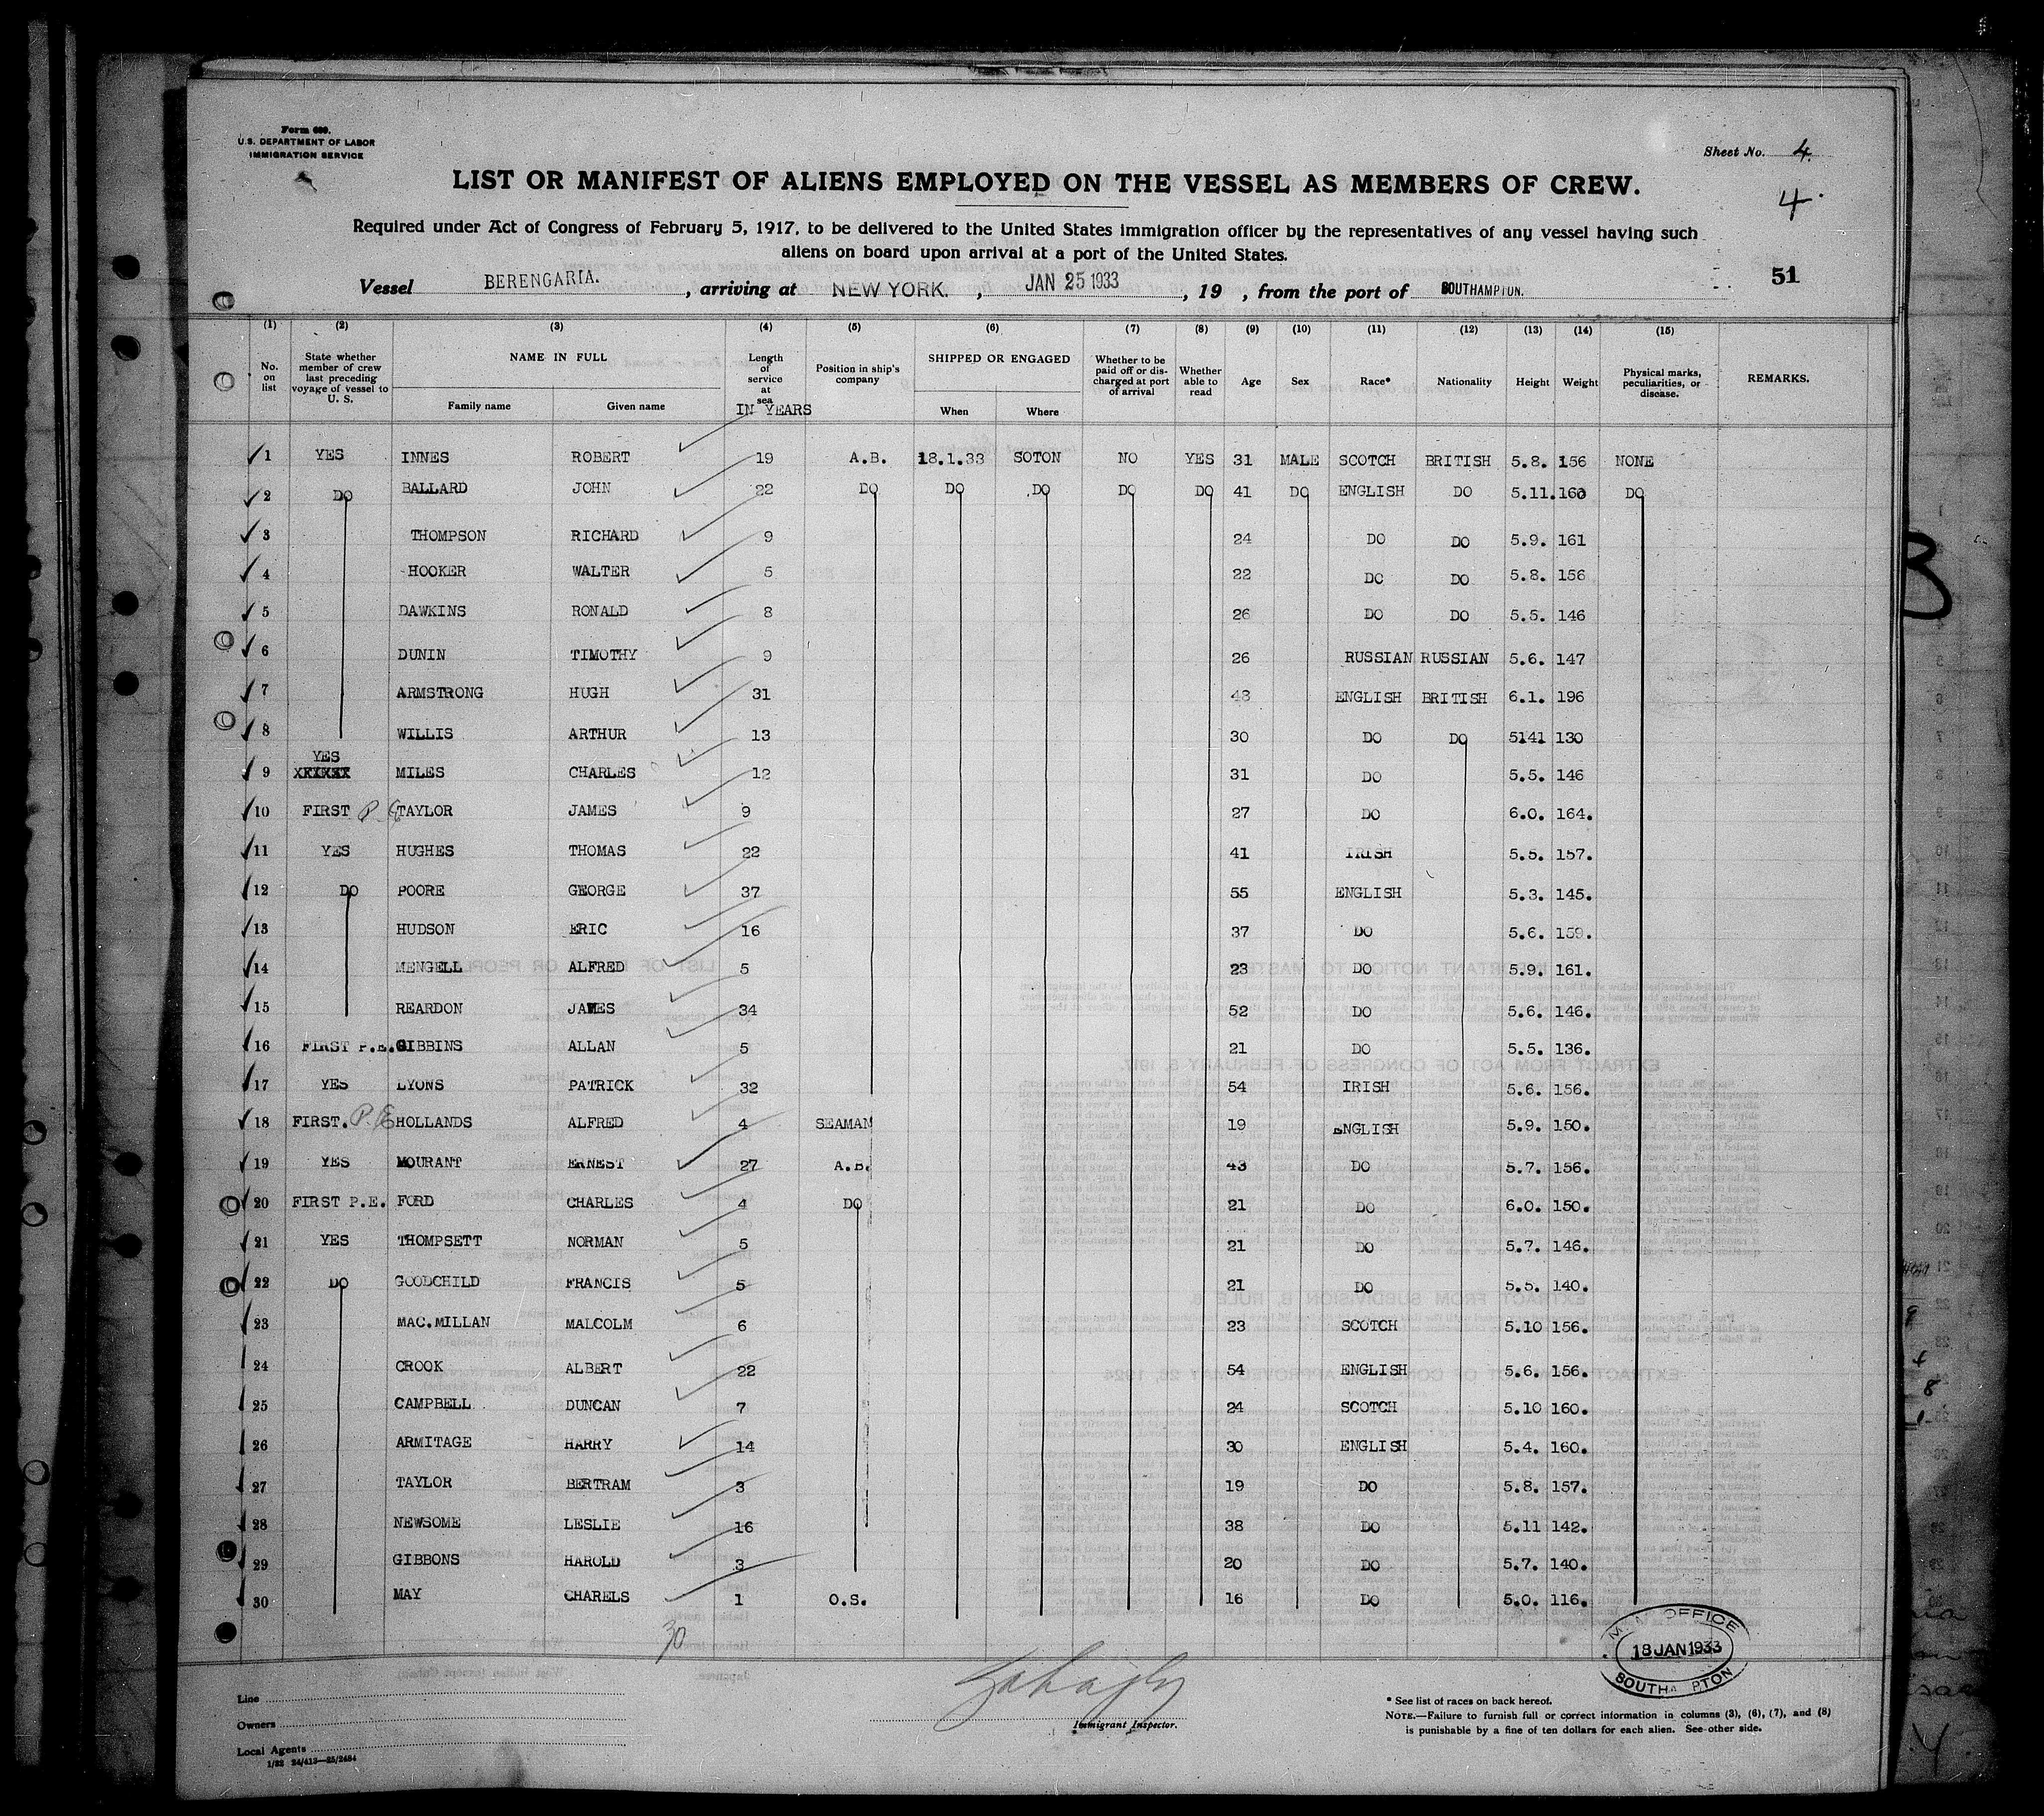 Form 689.
U.S. DEPARTMENT OF LABOR
IMMIGRATION SERVICE
Sheet No. 4.
LIST OR MANIFEST OF ALIENS EMPLOYED ON THE VESSEL AS MEMBERS OF CREW.
4
Required under Act of Congress of February 5, 1917, to be delivered to the United States immigration officer by the representatives of any vessel having such
aliens on board upon arrival at a port of the United States.
Vessel BERENGARIA. , arriving at NEW YORK. , JAN 25 1933 , 19 , from the port of SOUTHAMPTON. 51
(1) (2) (3) (4) (5) (6) (7) (8) (9) (10) (11) (12) (13) (14) (15)
No. on list State whether member of crew last preceding voyage of vessel to U. S. NAME IN FULL Family name Given name Length of service at sea IN YEARS Position in ship's company SHIPPED OR ENGAGED When Where Whether to be paid off or discharged at port of arrival Whether able to read Age Sex Race* Nationality Height Weight Physical marks, peculiarities, or disease. REMARKS.
1 YES INNES ROBERT 19 A.B. 18.1.33 SOTON NO YES 31 MALE SCOTCH BRITISH 5.8. 156 NONE
2 DO BALLARD JOHN 22 DO DO DO DO DO 41 DO ENGLISH DO 5.11. 160 DO
3 THOMPSON RICHARD 9 24 DO DO 5.9. 161
4 HOOKER WALTER 5 22 DO DO 5.8. 156
5 DAWKINS RONALD 8 26 DO DO 5.5. 146
6 DUNIN TIMOTHY 9 26 RUSSIAN RUSSIAN 5.6. 147
7 ARMSTRONG HUGH 31 48 ENGLISH BRITISH 6.1. 196
8 WILLIS ARTHUR 13 30 DO DO 5141 130
9 YES MILES CHARLES 12 31 DO 5.5. 146
10 FIRST P.E. TAYLOR JAMES 9 27 DO 6.0. 164.
11 YES HUGHES THOMAS 22 41 IRISH 5.5. 157.
12 DO POORE GEORGE 37 55 ENGLISH 5.3. 145.
13 HUDSON ERIC 16 37 DO 5.6. 159.
14 MENGELL ALFRED 5 23 DO 5.9. 161.
15 REARDON JAMES 34 52 DO 5.6. 146.
16 FIRST P.E. GIBBINS ALLAN 5 21 DO 5.5. 136.
17 YES LYONS PATRICK 32 54 IRISH 5.6. 156.
18 FIRST. P.E. HOLLANDS ALFRED 4 SEAMAN 19 ENGLISH 5.9. 150.
19 YES MOURANT ERNEST 27 A.B. 43 DO 5.7. 156.
20 FIRST P.E. FORD CHARLES 4 DO 21 DO 6.0. 150.
21 YES THOMPSETT NORMAN 5 21 DO 5.7. 146.
22 DO GOODCHILD FRANCIS 5 21 DO 5.5. 140.
23 MAC.MILLAN MALCOLM 6 23 SCOTCH 5.10 156.
24 CROOK ALBERT 22 54 ENGLISH 5.6. 156.
25 CAMPBELL DUNCAN 7 24 SCOTCH 5.10 160.
26 ARMITAGE HARRY 14 30 ENGLISH 5.4. 160.
27 TAYLOR BERTRAM 3 19 DO 5.8. 157.
28 NEWSOME LESLIE 16 38 DO 5.11 142.
29 GIBBONS HAROLD 3 20 DO 5.7. 140.
30 MAY CHARELS 1 O.S. 16 DO 5.0. 116.
30
OFFICE
18 JAN 1933
SOUTHA PTON
Line
Owners
Local Agents
1/32 24/413—25/2684
Immigrant Inspector.
* See list of races on back hereof.
NOTE.—Failure to furnish full or correct information in columns (3), (6), (7), and (8)
is punishable by a fine of ten dollars for each alien. See other side.